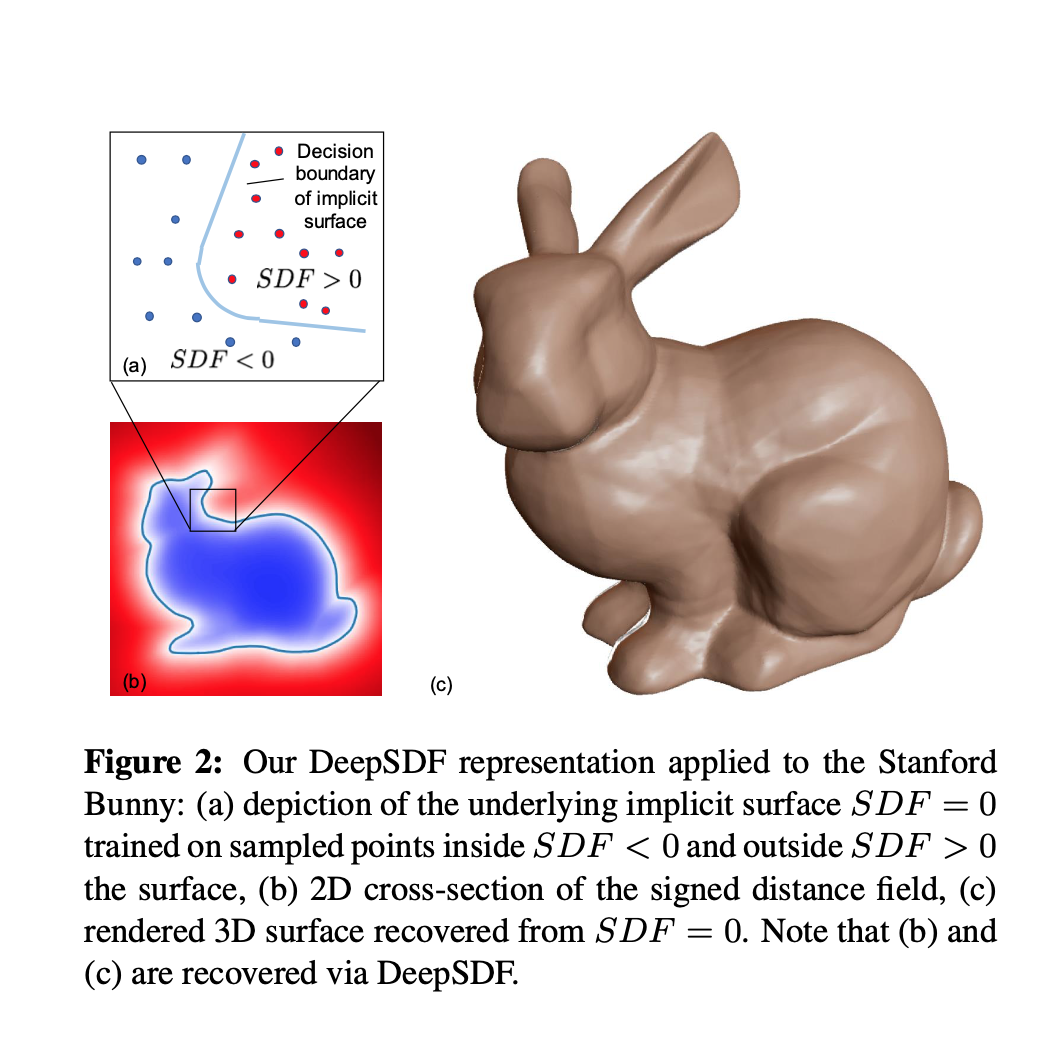 Decision
boundary
of implicit
surface
SDF > 0
SDF < 0
(a)
(b)
(c)
Figure 2: Our DeepSDF representation applied to the Stanford
Bunny: (a) depiction of the underlying implicit surface SDF = 0
trained on sampled points inside SDF < 0 and outside SDF > 0
the surface, (b) 2D cross-section of the signed distance field, (c)
rendered 3D surface recovered from SDF = 0. Note that (b) and
(c) are recovered via DeepSDF.